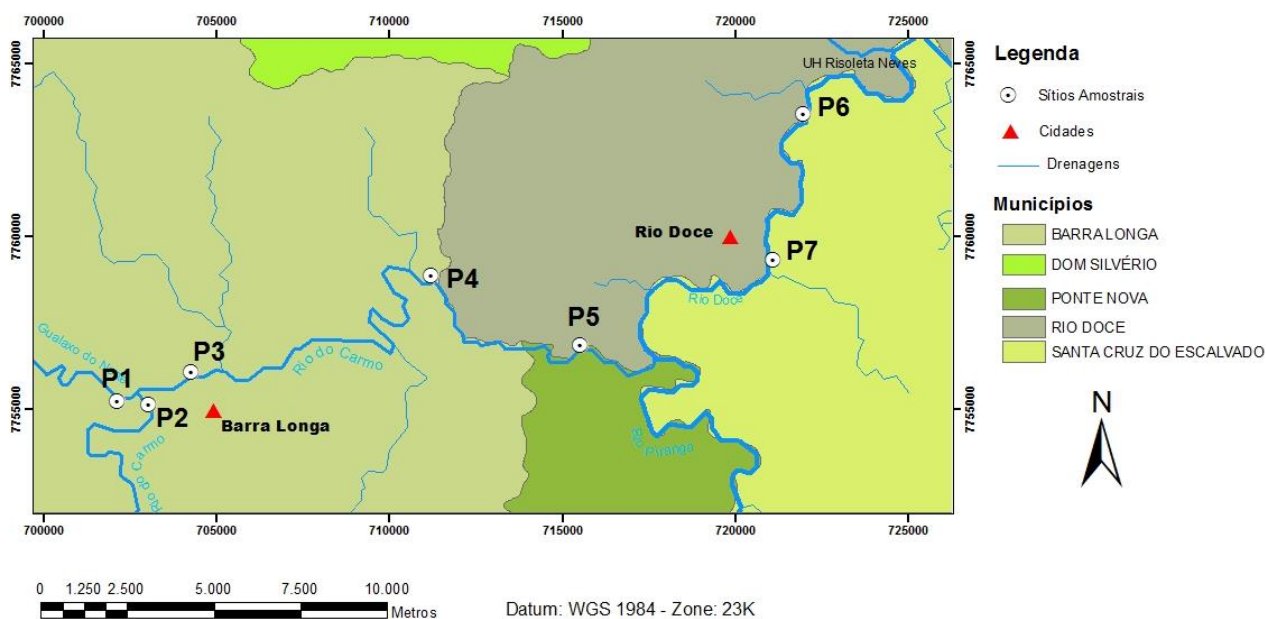 700000 705000 710000 715000 720000 725000
7765000 7765000
7760000 7760000
7755000 7755000
UH Risoleta Neves
P6
Rio Doce
P7
P4
Rio Doce
P5
Rio do Carmo
P3
Gualaxo do Norte
P1
P2
Barra Longa
Rio do Carmo
Rio Piranga
700000 705000 710000 715000 720000 725000
Legenda
Sítios Amostrais
Cidades
Drenagens
Municípios
BARRA LONGA
DOM SILVÉRIO
PONTE NOVA
RIO DOCE
SANTA CRUZ DO ESCALVADO
N
0 1.250 2.500 5.000 7.500 10.000
Metros
Datum: WGS 1984 - Zone: 23K